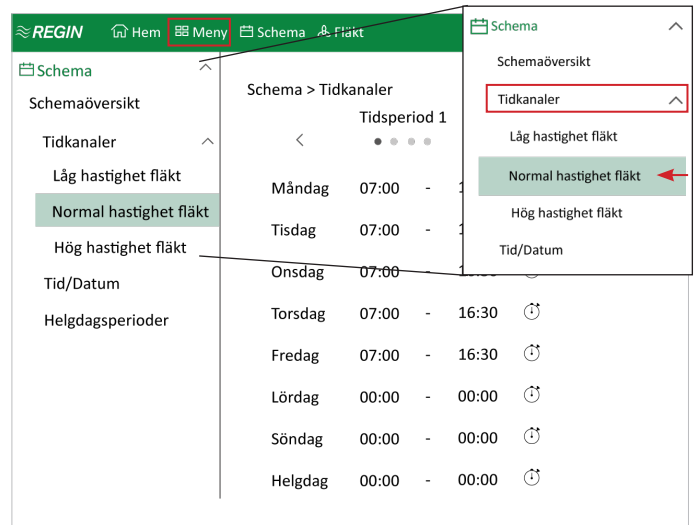 REGIN Hem Meny Schema Fläkt
Schema
Schemaöversikt
Tidkanaler
Låg hastighet fläkt
Normal hastighet fläkt
Hög hastighet fläkt
Tid/Datum
Helgdagsperioder
Schema > Tidkanaler
Tidsperiod 1
Måndag 07:00 - 1
Tisdag 07:00 - 1
Onsdag 07:00 -
Torsdag 07:00 - 16:30
Fredag 07:00 - 16:30
Lördag 00:00 - 00:00
Söndag 00:00 - 00:00
Helgdag 00:00 - 00:00
Schema
Schemaöversikt
Tidkanaler
Låg hastighet fläkt
Normal hastighet fläkt
Hög hastighet fläkt
Tid/Datum